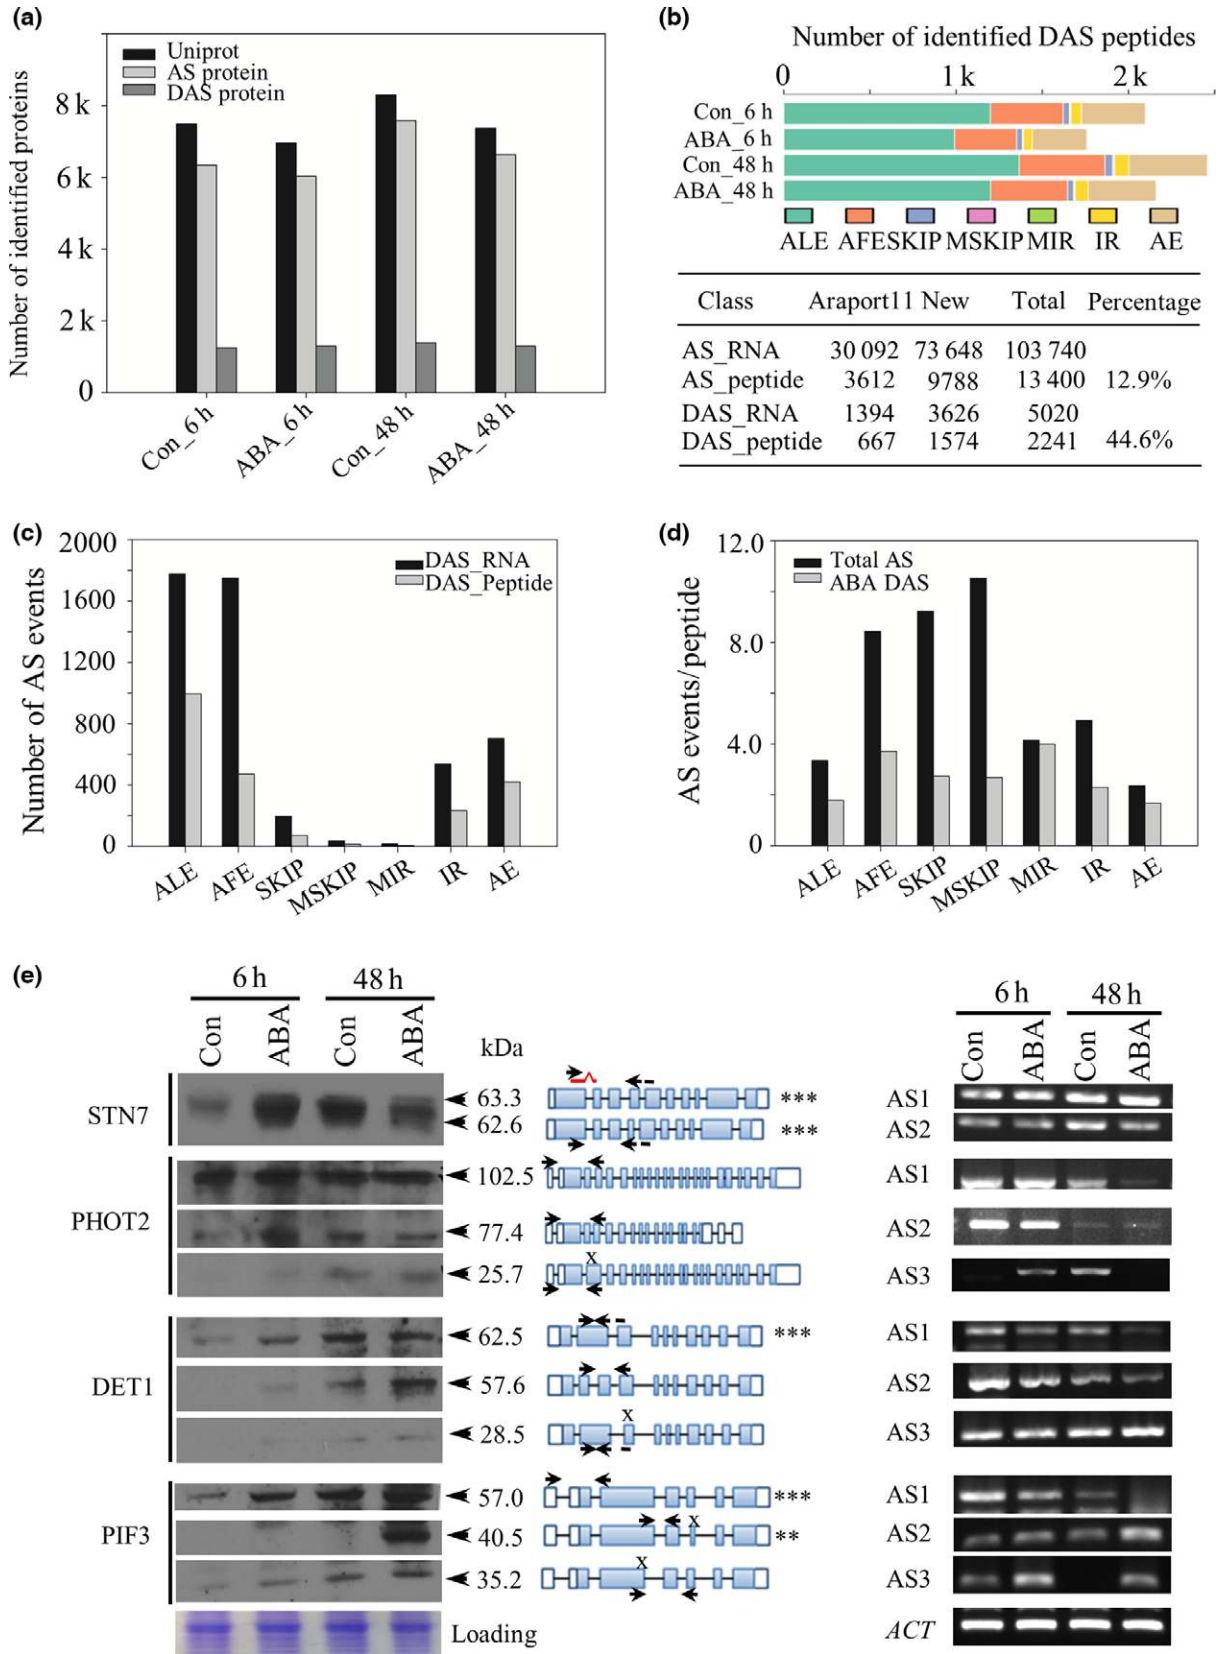 (a)
Number of identified proteins
8 k
6 k
4 k
2 k
0
Uniprot
AS protein
DAS protein
Con_6 h
ABA_6 h
Con_48 h
ABA_48 h
(b)
Number of identified DAS peptides
0 1 k 2 k
Con_6 h
ABA_6 h
Con_48 h
ABA_48 h
ALE AFE SKIP MSKIP MIR IR AE
Class Araport11 New Total Percentage
AS_RNA 30 092 73 648 103 740
AS_peptide 3612 9788 13 400 12.9%
DAS_RNA 1394 3626 5020
DAS_peptide 667 1574 2241 44.6%
(c)
Number of AS events
2000
1600
1200
800
400
0
DAS_RNA
DAS_Peptide
ALE AFE SKIP MSKIP MIR IR AE
(d)
AS events/peptide
12.0
8.0
4.0
0
Total AS
ABA DAS
ALE AFE SKIP MSKIP MIR IR AE
(e)
6 h 48 h
Con ABA Con ABA
kDa
6 h 48 h
Con ABA Con ABA
STN7
63.3 *** AS1
62.6 *** AS2
PHOT2
102.5 AS1
77.4 AS2
x
25.7 AS3
DET1
62.5 *** AS1
57.6 AS2
x
28.5 AS3
PIF3
57.0 *** AS1
x
40.5 ** AS2
x
35.2 AS3
Loading
ACT